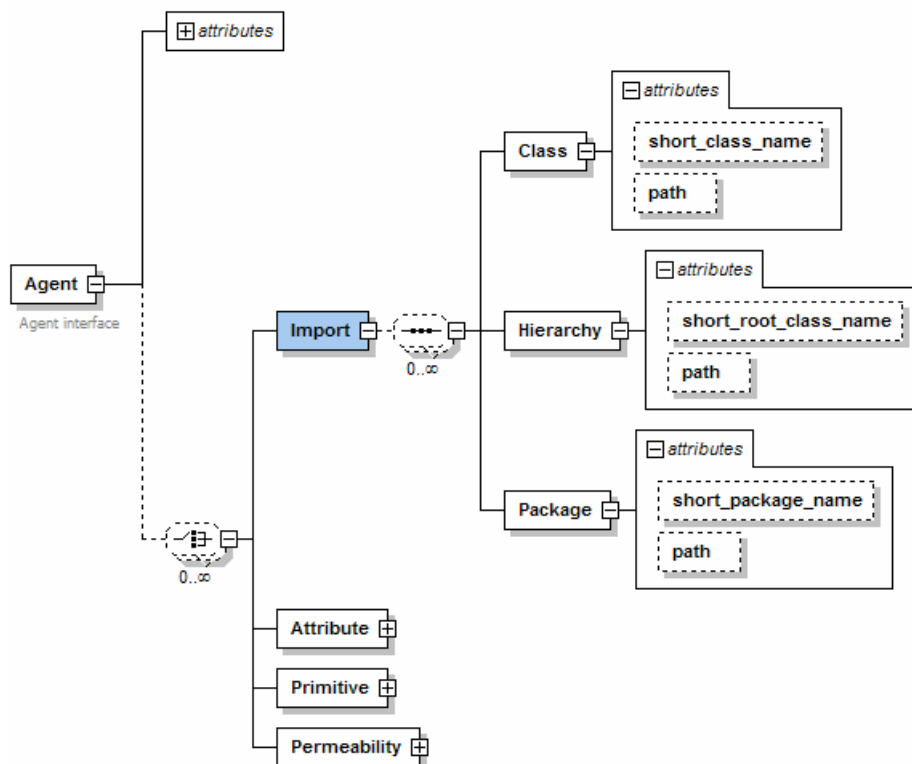 attributes
attributes
Class
short_class_name
path
Agent
Agent interface
attributes
Import
0..∞
Hierarchy
short_root_class_name
path
attributes
Package
short_package_name
path
0..∞
Attribute
Primitive
Permeability